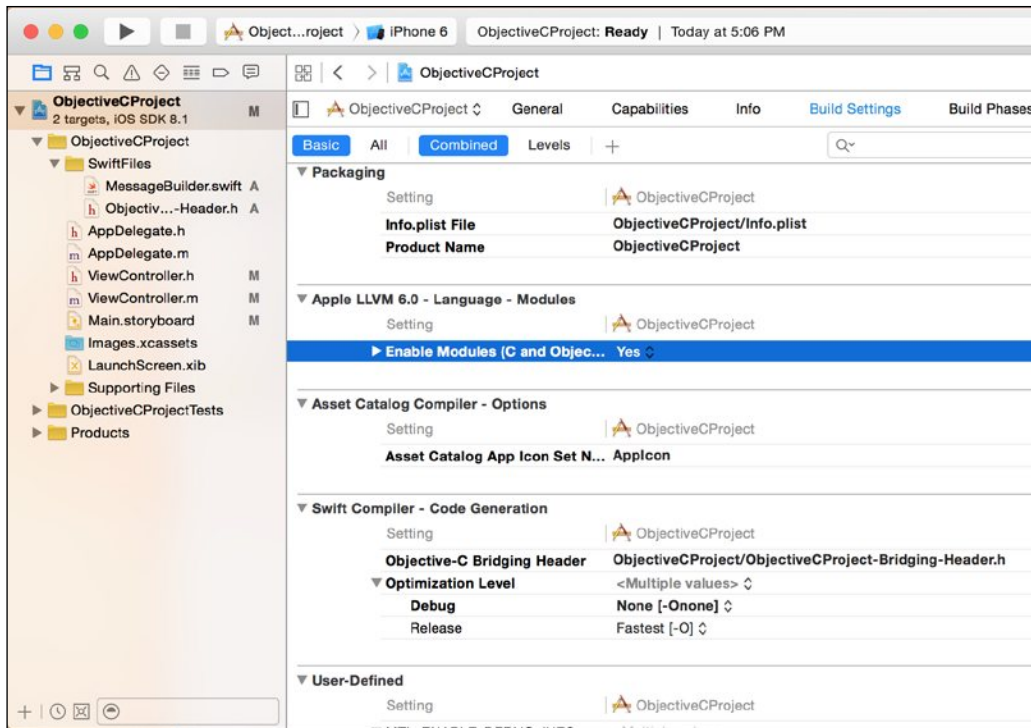 Object...roject 〉 iPhone 6 ObjectiveCProject: Ready | Today at 5:06 PM
ObjectiveCProject
ObjectiveCProject M
2 targets, iOS SDK 8.1
ObjectiveCProject
SwiftFiles
MessageBuilder.swift A
h Objectiv...-Header.h A
h AppDelegate.h
m AppDelegate.m
h ViewController.h M
m ViewController.m M
Main.storyboard M
Images.xcassets
LaunchScreen.xib
Supporting Files
ObjectiveCProjectTests
Products
ObjectiveCProject General Capabilities Info Build Settings Build Phases
Basic All Combined Levels +
Packaging
Setting ObjectiveCProject
Info.plist File ObjectiveCProject/Info.plist
Product Name ObjectiveCProject
Apple LLVM 6.0 - Language - Modules
Setting ObjectiveCProject
Enable Modules (C and Objec... Yes
Asset Catalog Compiler - Options
Setting ObjectiveCProject
Asset Catalog App Icon Set N... AppIcon
Swift Compiler - Code Generation
Setting ObjectiveCProject
Objective-C Bridging Header ObjectiveCProject/ObjectiveCProject-Bridging-Header.h
Optimization Level <Multiple values>
Debug None [-Onone]
Release Fastest [-O]
User-Defined
Setting ObjectiveCProject